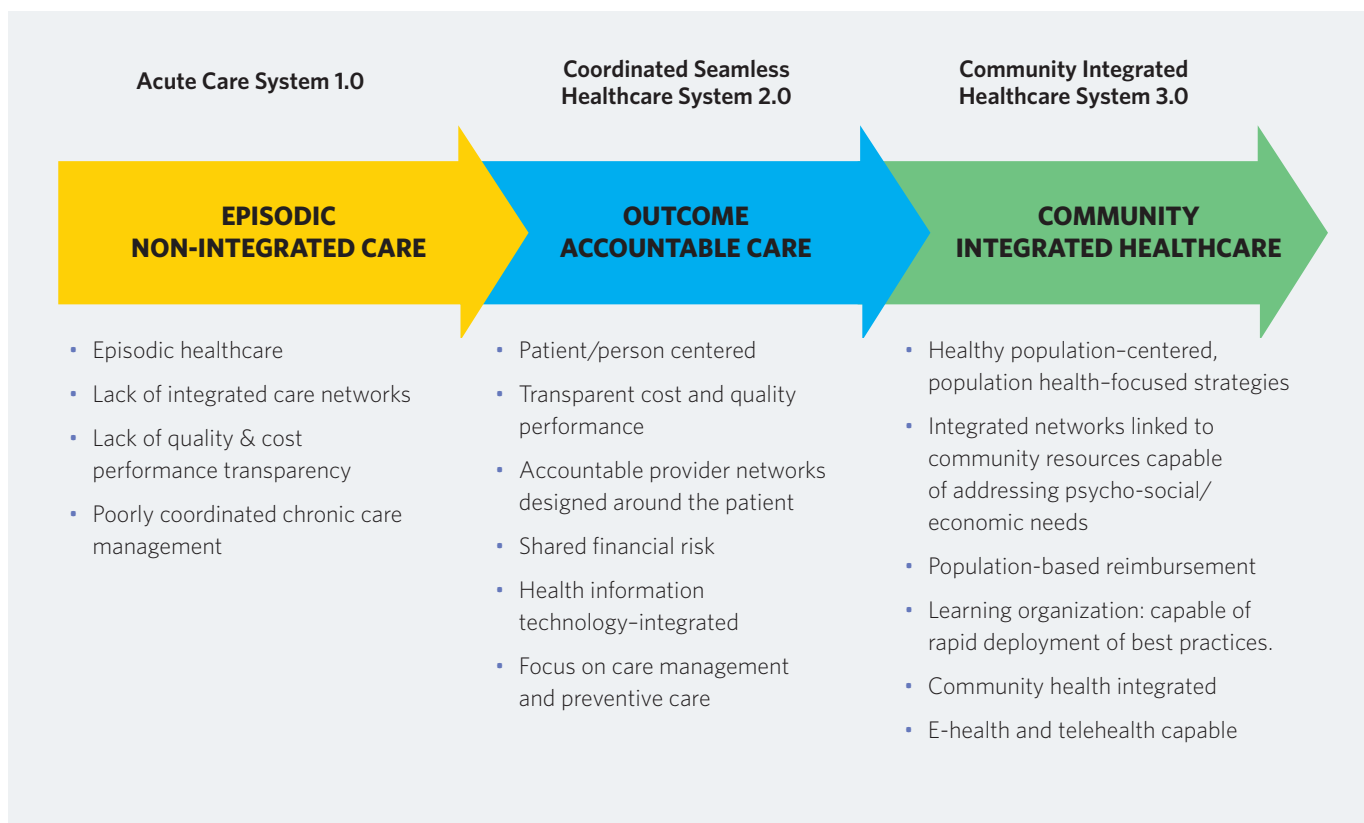 Acute Care System 1.0
Coordinated Seamless
Healthcare System 2.0
Community Integrated
Healthcare System 3.0
EPISODIC
NON-INTEGRATED CARE
OUTCOME
ACCOUNTABLE CARE
COMMUNITY
INTEGRATED HEALTHCARE
• Episodic healthcare
• Lack of integrated care networks
• Lack of quality & cost
performance transparency
• Poorly coordinated chronic care
management
• Patient/person centered
• Transparent cost and quality
performance
• Accountable provider networks
designed around the patient
• Shared financial risk
• Health information
technology–integrated
• Focus on care management
and preventive care
• Healthy population–centered,
population health–focused strategies
• Integrated networks linked to
community resources capable
of addressing psycho-social/
economic needs
• Population-based reimbursement
• Learning organization: capable of
rapid deployment of best practices.
• Community health integrated
• E-health and telehealth capable